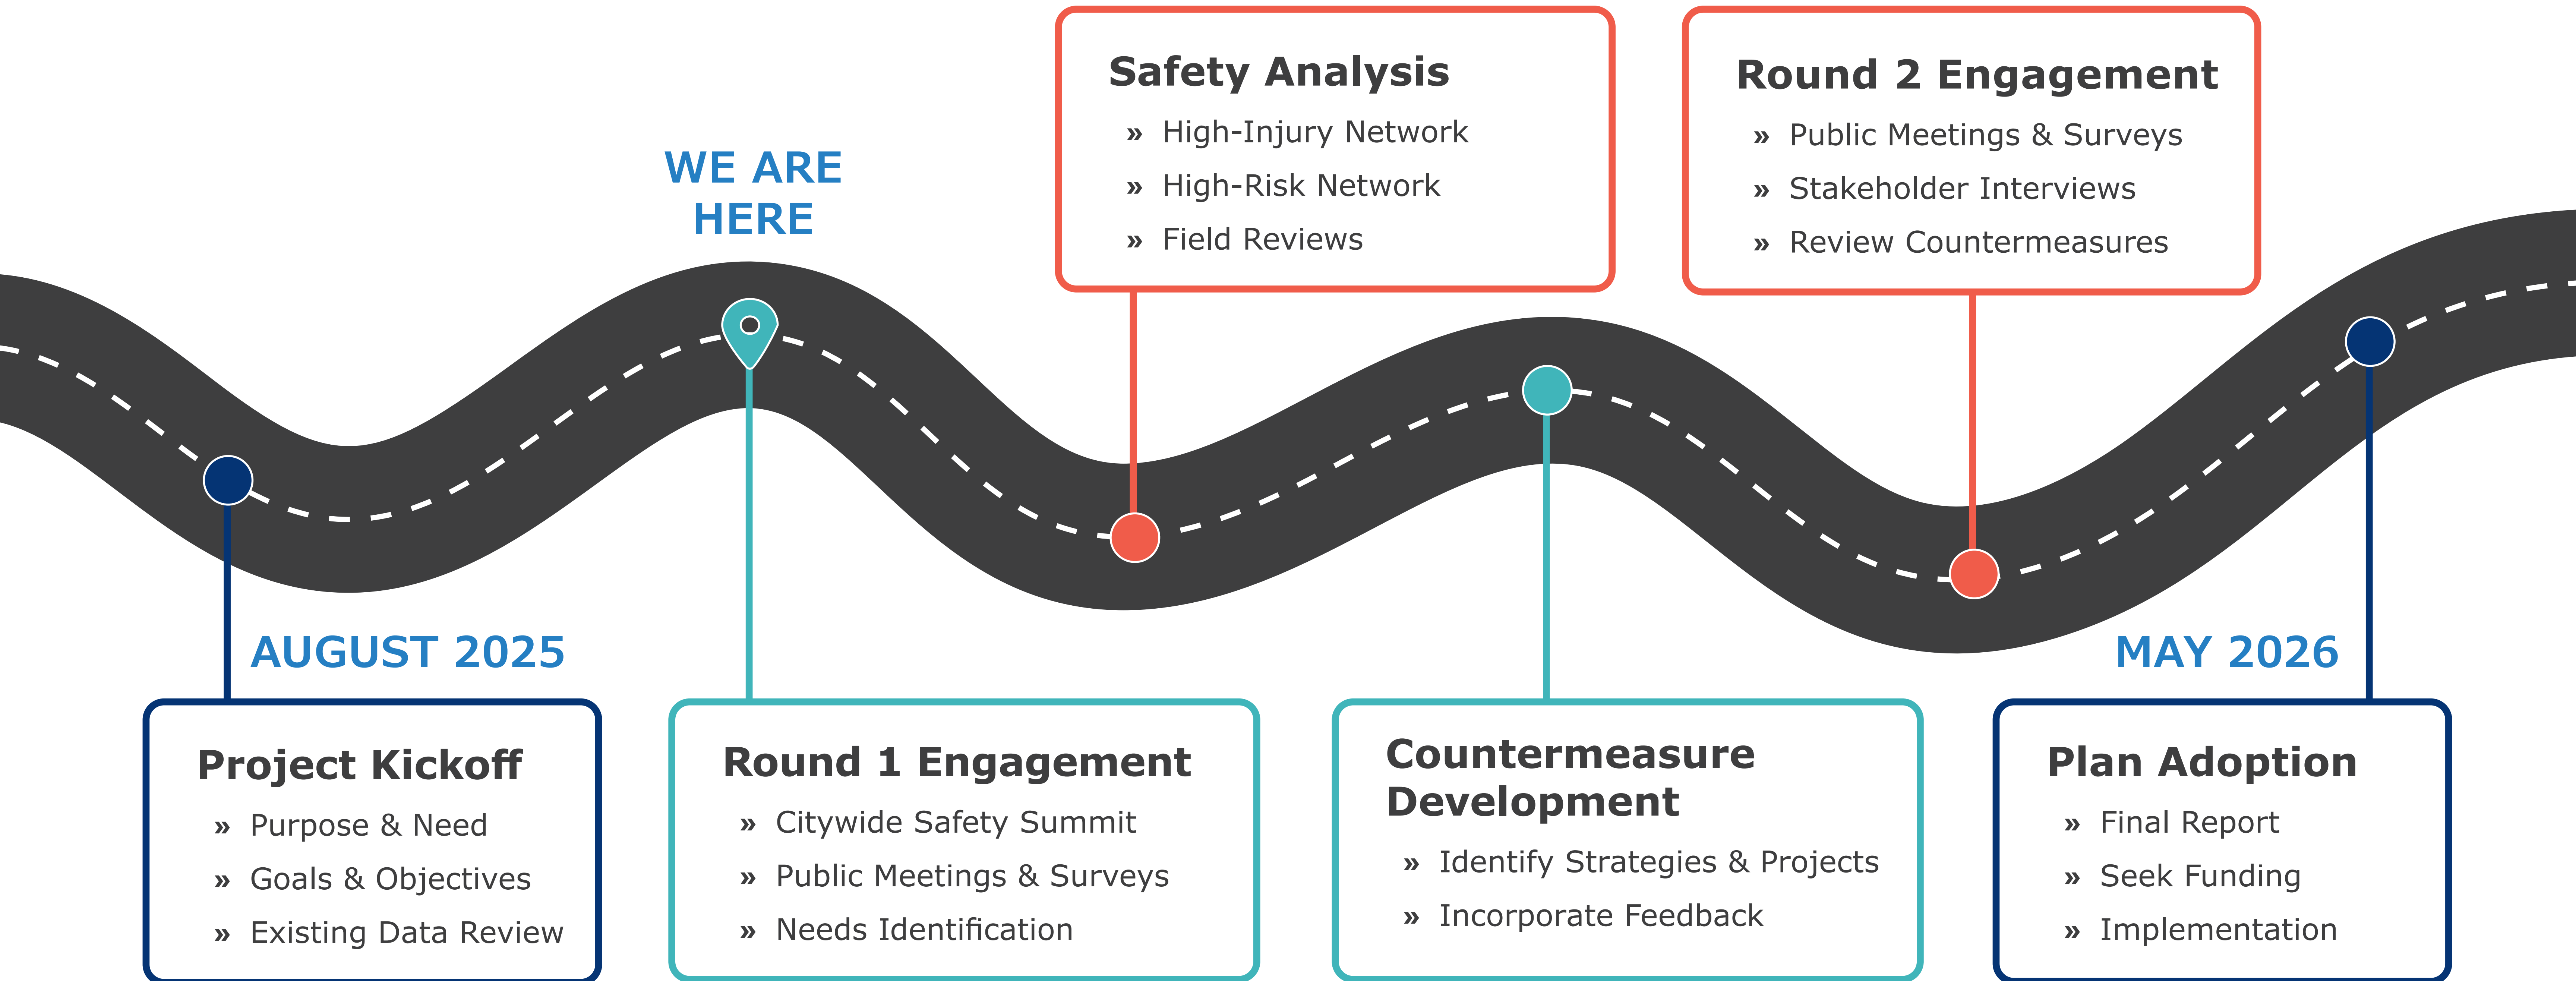 WE ARE
HERE
Safety Analysis
» High-Injury Network
» High-Risk Network
» Field Reviews
Round 2 Engagement
» Public Meetings & Surveys
» Stakeholder Interviews
» Review Countermeasures
AUGUST 2025
MAY 2026
Project Kickoff
» Purpose & Need
» Goals & Objectives
» Existing Data Review
Round 1 Engagement
» Citywide Safety Summit
» Public Meetings & Surveys
» Needs Identification
Countermeasure
Development
» Identify Strategies & Projects
» Incorporate Feedback
Plan Adoption
» Final Report
» Seek Funding
» Implementation